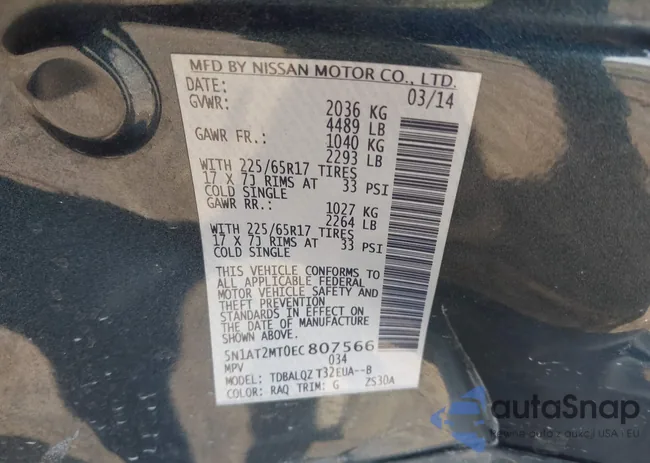 MFD BY NISSAN MOTOR CO., LTD.
DATE: 03/14
GVWR: 2036 KG
4489 LB
GAWR FR.: 1040 KG
2293 LB
WITH 225/65R17 TIRES
17 X 7J RIMS AT 33 PSI
COLD SINGLE
GAWR RR.: 1027 KG
2264 LB
WITH 225/65R17 TIRES
17 X 7J RIMS AT 33 PSI
COLD SINGLE
THIS VEHICLE CONFORMS TO
ALL APPLICABLE FEDERAL
MOTOR VEHICLE SAFETY AND
THEFT PREVENTION
STANDARDS IN EFFECT ON THE
DATE OF MANUFACTURE
SHOWN ABOVE.
5N1AT2MT0EC807566
MPV 034
MODEL: TDBALQZ T32EUA--B
COLOR: RAQ TRIM: G ZS30A
autaSnap